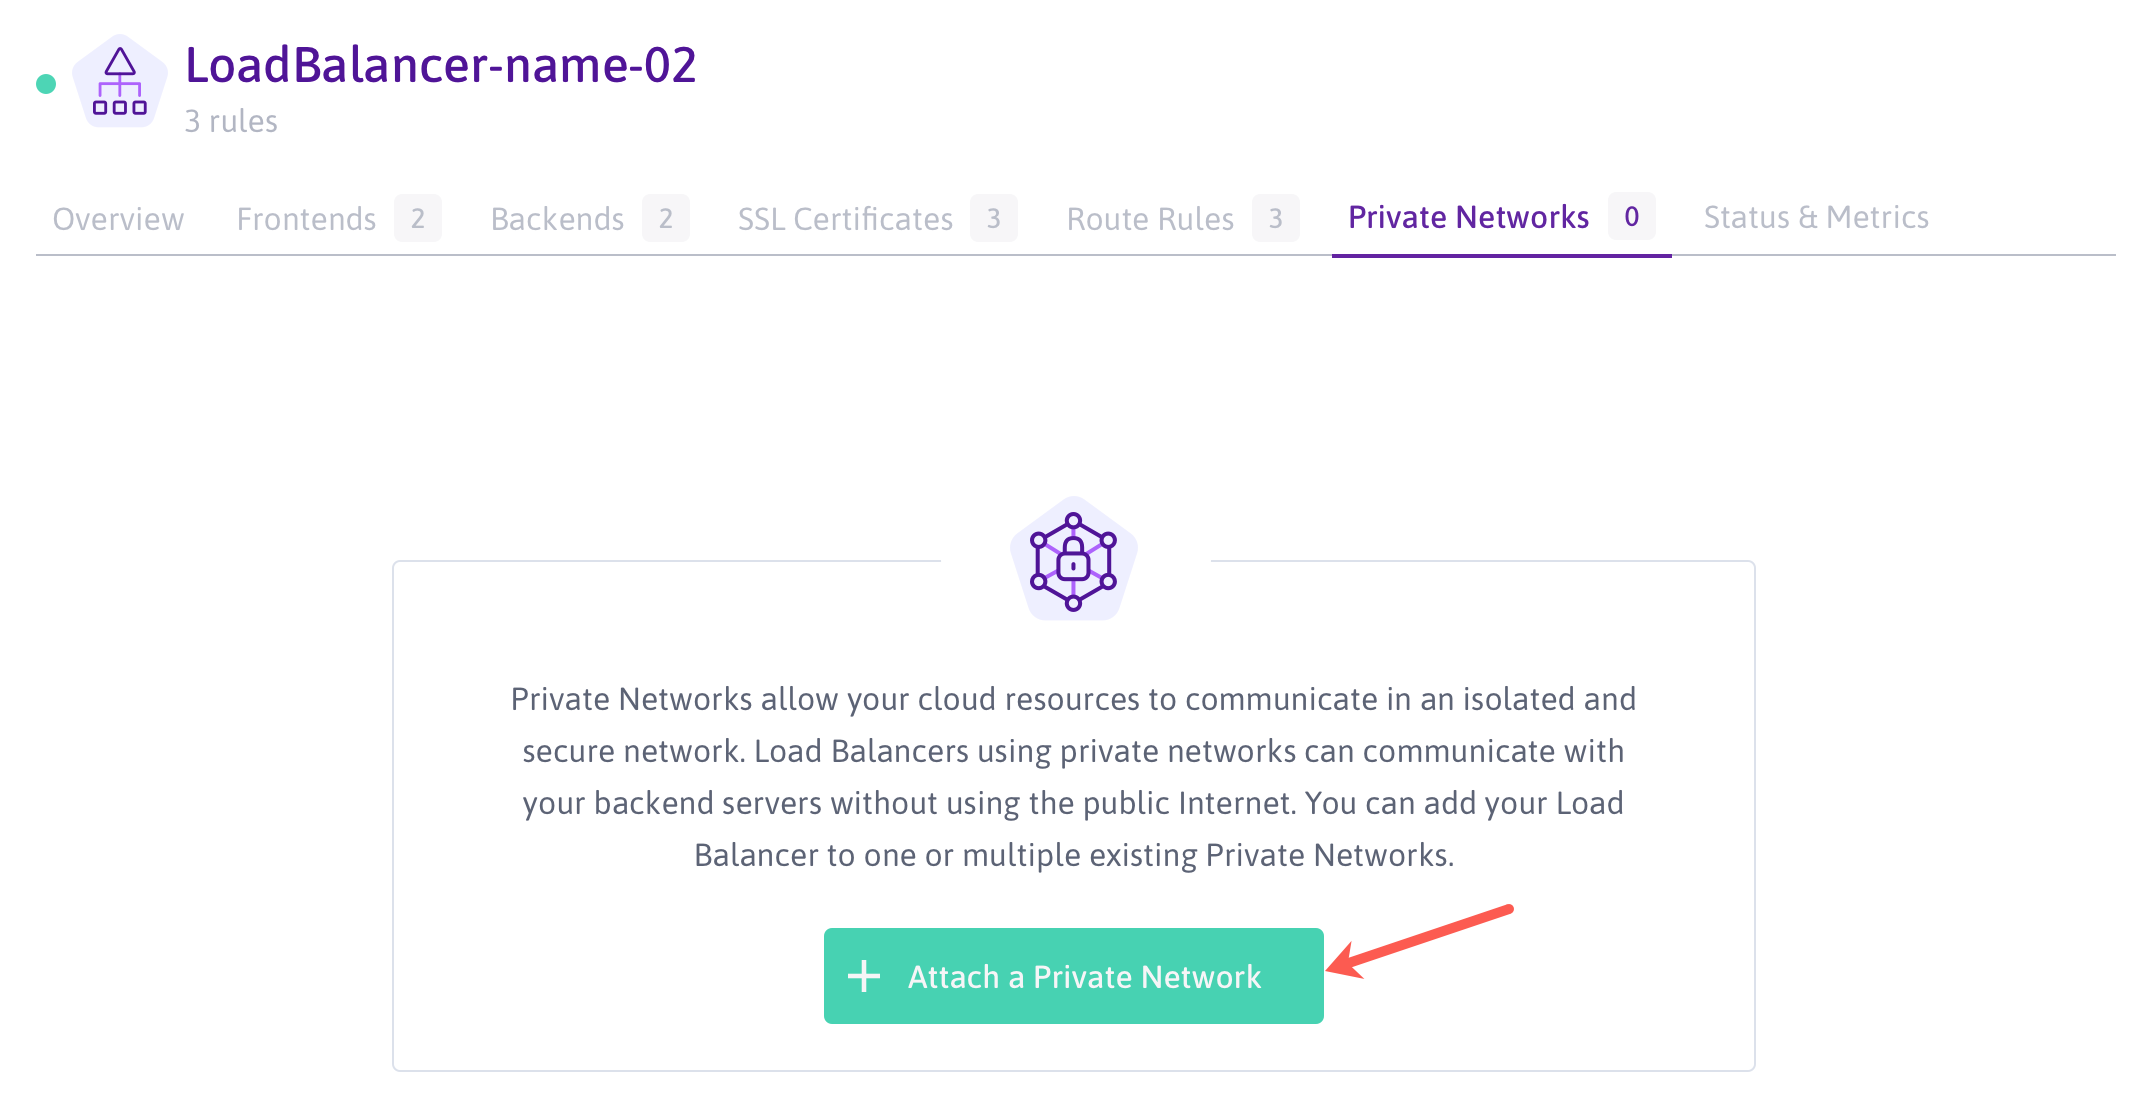 LoadBalancer-name-02
3 rules
Overview Frontends 2 Backends 2 SSL Certificates 3 Route Rules 3 Private Networks 0 Status & Metrics
Private Networks allow your cloud resources to communicate in an isolated and
secure network. Load Balancers using private networks can communicate with
your backend servers without using the public Internet. You can add your Load
Balancer to one or multiple existing Private Networks.
+ Attach a Private Network